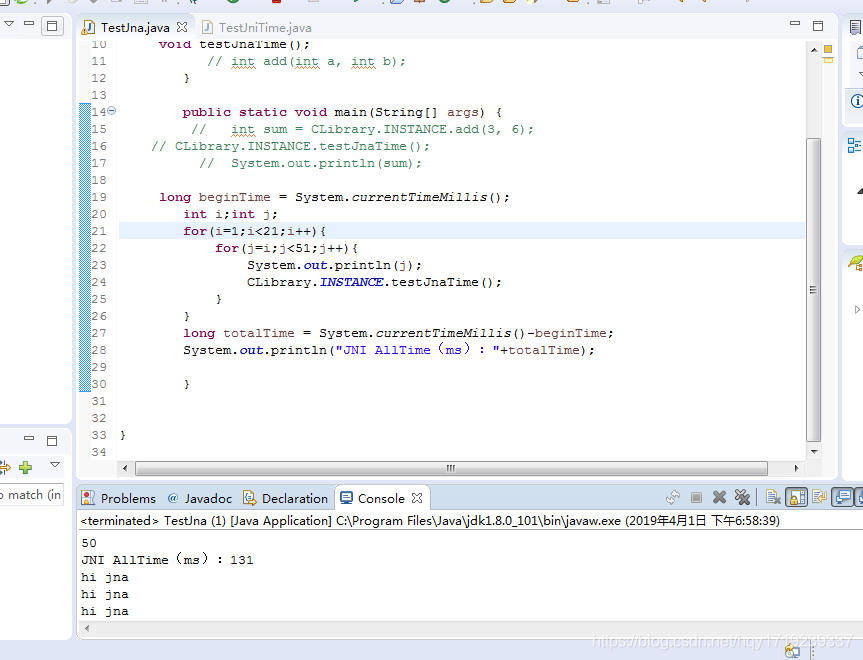 TestJna.java TestJniTime.java
10 void testJnaTime();
11 // int add(int a, int b);
12 }
13
14 public static void main(String[] args) {
15 // int sum = CLibrary.INSTANCE.add(3, 6);
16 // CLibrary.INSTANCE.testJnaTime();
17 // System.out.println(sum);
18
19 long beginTime = System.currentTimeMillis();
20 int i;int j;
21 for(i=1;i<21;i++){
22 for(j=i;j<51;j++){
23 System.out.println(j);
24 CLibrary.INSTANCE.testJnaTime();
25 }
26 }
27 long totalTime = System.currentTimeMillis()-beginTime;
28 System.out.println("JNI AllTime（ms）："+totalTime);
29
30 }
31
32
33 }
34
match (in
Problems @ Javadoc Declaration Console
<terminated> TestJna (1) [Java Application] C:\Program Files\Java\jdk1.8.0_101\bin\javaw.exe (2019年4月1日 下午6:58:39)
50
JNI AllTime（ms）：131
hi jna
hi jna
hi jna
https://blog.csdn.net/hqy1719239337